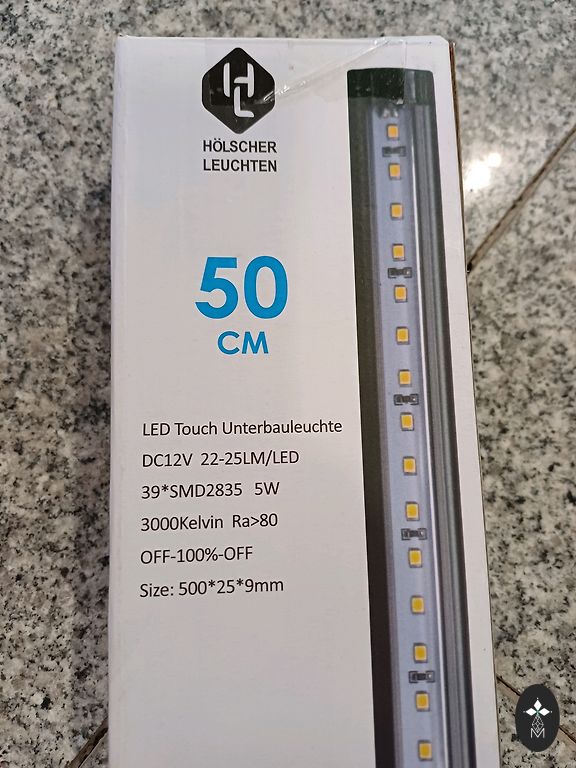 HL
HÖLSCHER
LEUCHTEN
50
CM
LED Touch Unterbauleuchte
DC12V 22-25LM/LED
39*SMD2835 5W
3000Kelvin Ra>80
OFF-100%-OFF
Size: 500*25*9mm
M